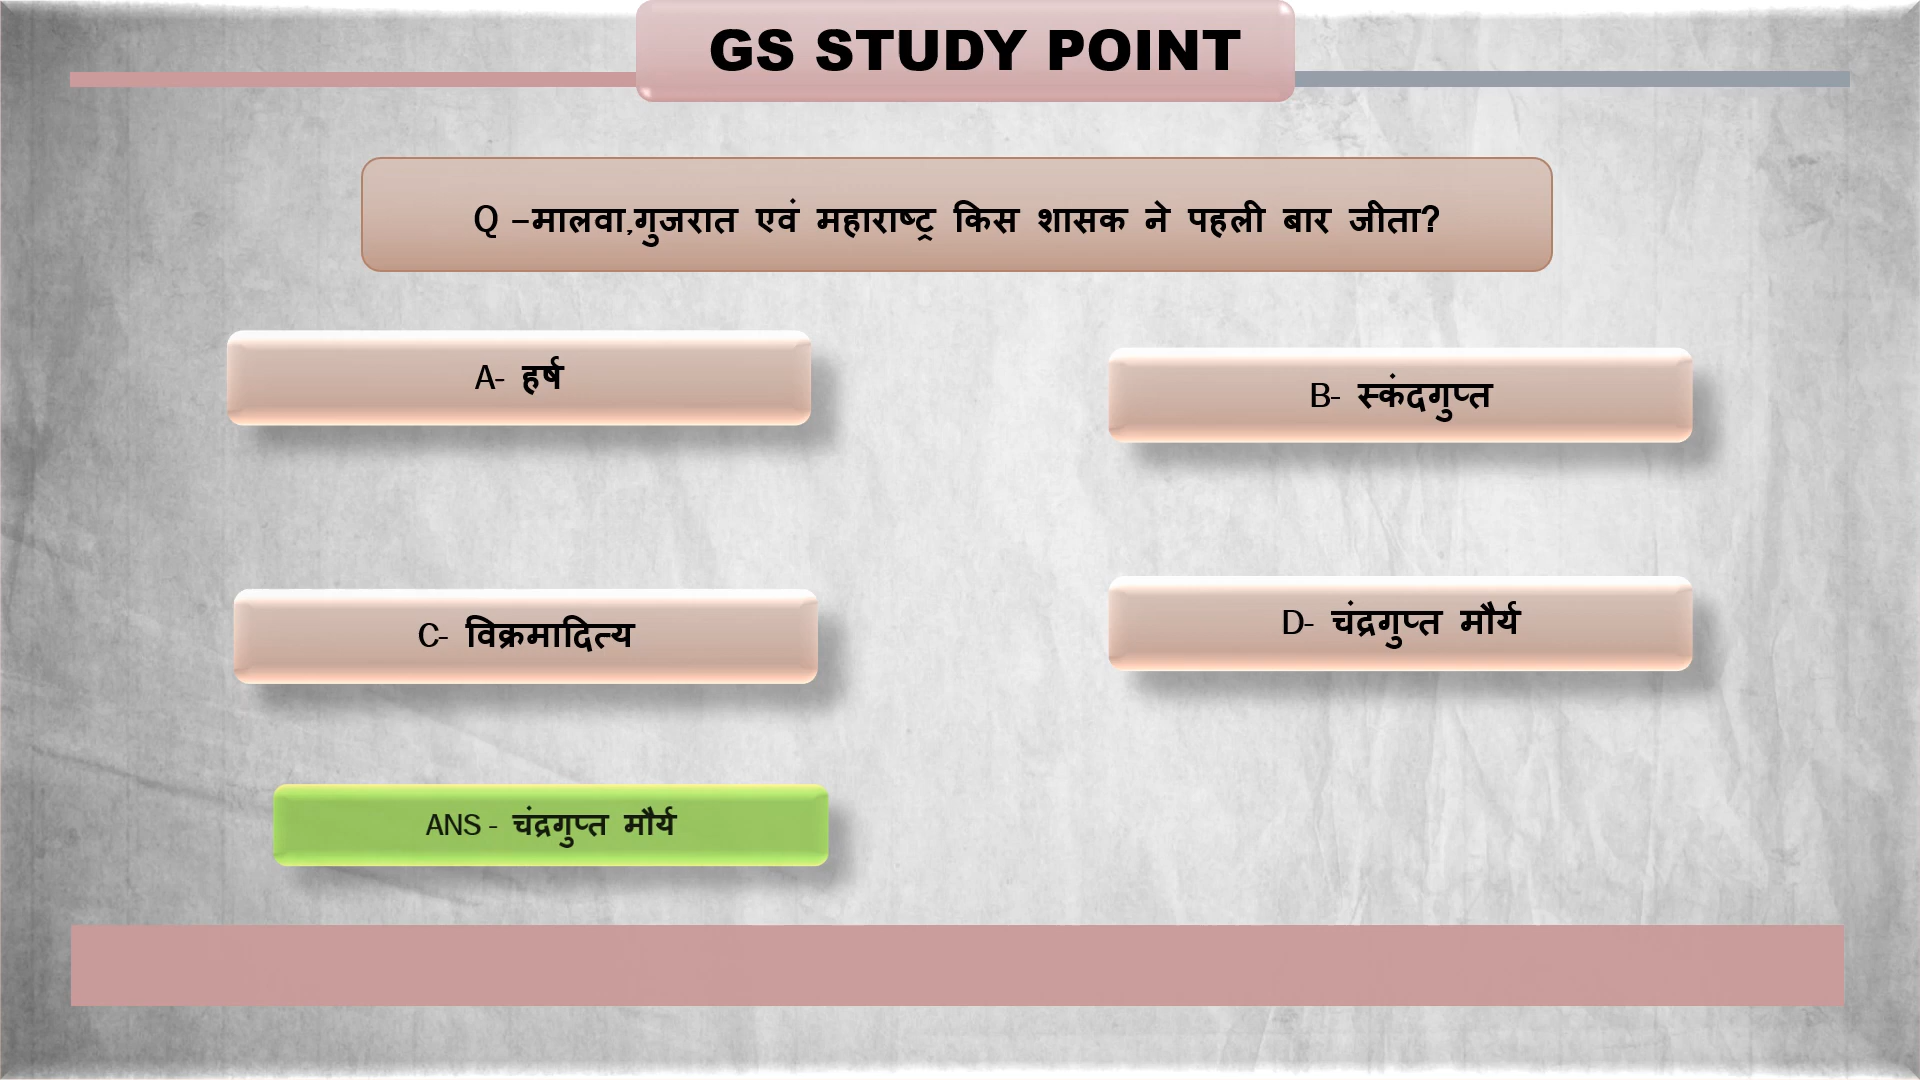 GS STUDY POINT
Q –मालवा,गुजरात एवं महाराष्ट्र किस शासक ने पहली बार जीता?
A- हर्ष
B- स्कंदगुप्त
C- विक्रमादित्य
D- चंद्रगुप्त मौर्य
ANS - चंद्रगुप्त मौर्य